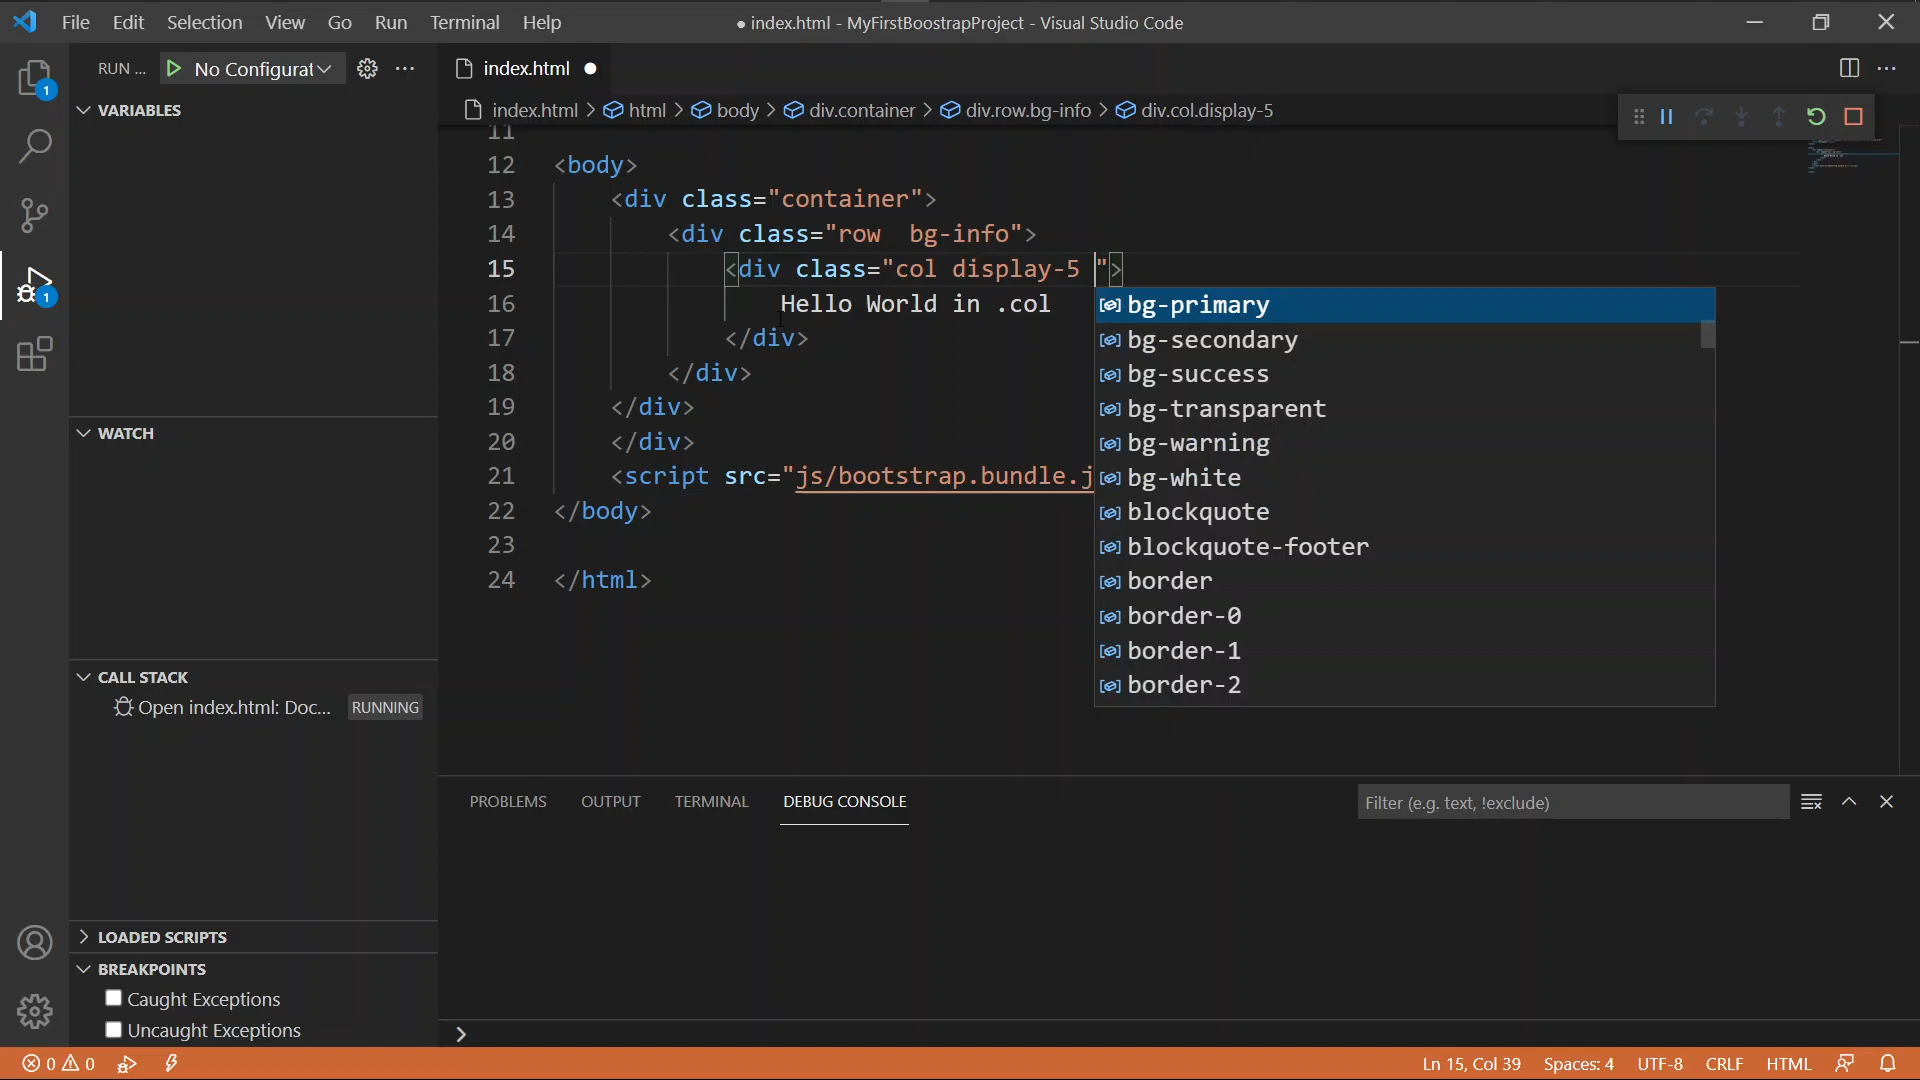 File Edit Selection View Go Run Terminal Help
● index.html - MyFirstBoostrapProject - Visual Studio Code
RUN ... No Configurat
index.html ●
index.html > html > body > div.container > div.row.bg-info > div.col.display-5
1
1
VARIABLES
WATCH
CALL STACK
Open index.html: Doc... RUNNING
LOADED SCRIPTS
BREAKPOINTS
Caught Exceptions
Uncaught Exceptions
11
12 <body>
13 <div class="container">
14 <div class="row  bg-info">
15 <div class="col display-5 ">
16 Hello World in .col
17 </div>
18 </div>
19 </div>
20 </div>
21 <script src="js/bootstrap.bundle.j
22 </body>
23
24 </html>
bg-primary
bg-secondary
bg-success
bg-transparent
bg-warning
bg-white
blockquote
blockquote-footer
border
border-0
border-1
border-2
PROBLEMS OUTPUT TERMINAL DEBUG CONSOLE
Filter (e.g. text, !exclude)
0 0
Ln 15, Col 39 Spaces: 4 UTF-8 CRLF HTML